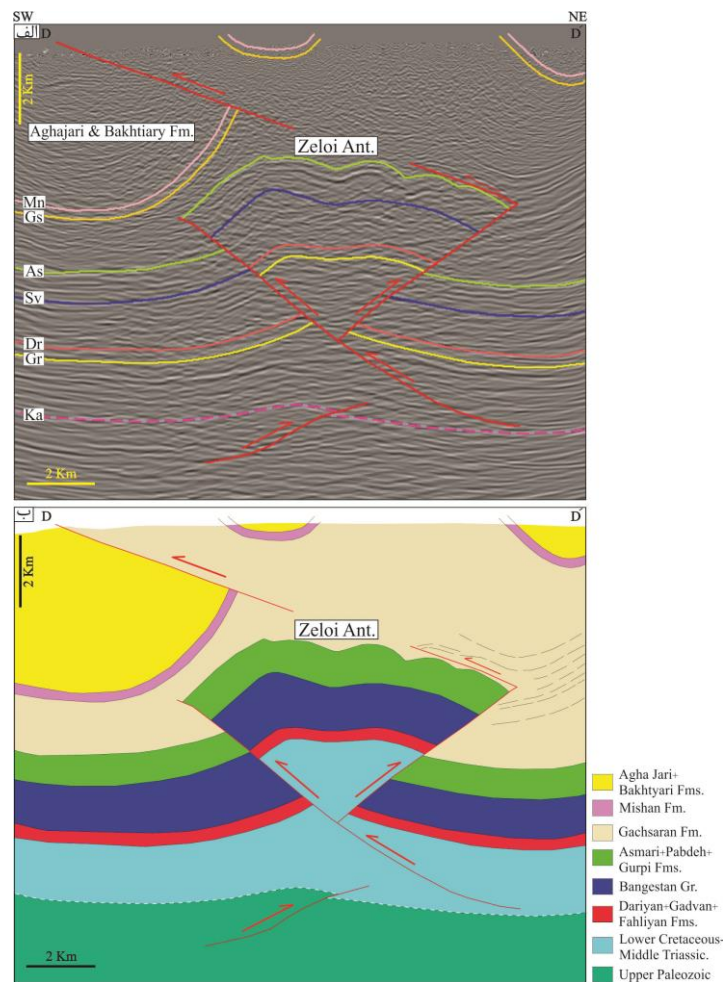 SW NE
الف D D´
2 Km
Aghajari & Bakhtiary Fm.
Zeloi Ant.
Mn
Gs
As
Sv
Dr
Gr
Ka
2 Km
ب D D´
2 Km
Zeloi Ant.
2 Km
Agha Jari+
Bakhtyari Fms.
Mishan Fm.
Gachsaran Fm.
Asmari+Pabdeh+
Gurpi Fms.
Bangestan Gr.
Dariyan+Gadvan+
Fahliyan Fms.
Lower Cretaceous-
Middle Triassic.
Upper Paleozoic